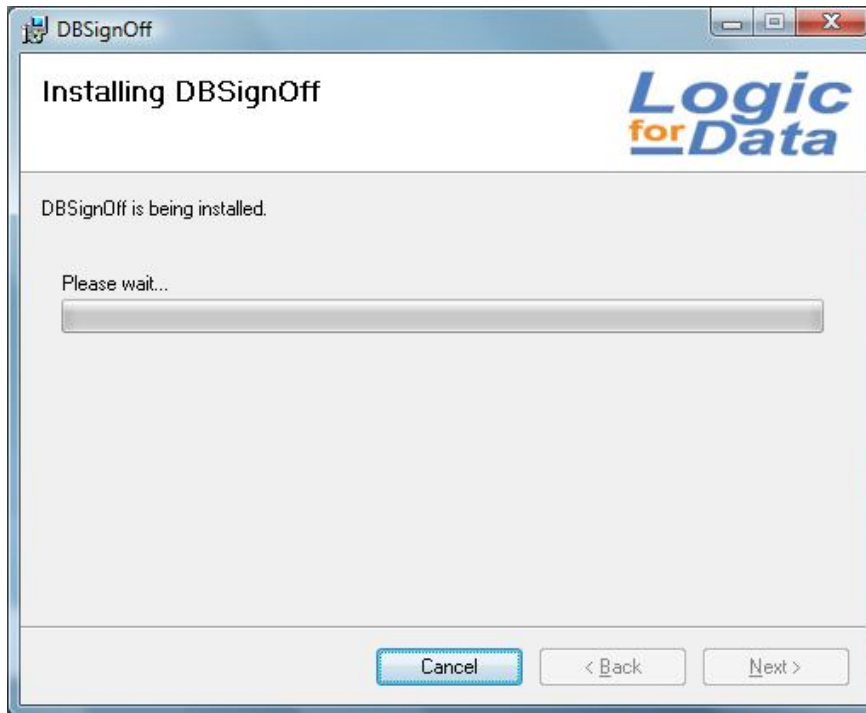 DBSignOff
Installing DBSignOff
Logic
for Data
DBSignOff is being installed.
Please wait...
Cancel
< Back
Next >